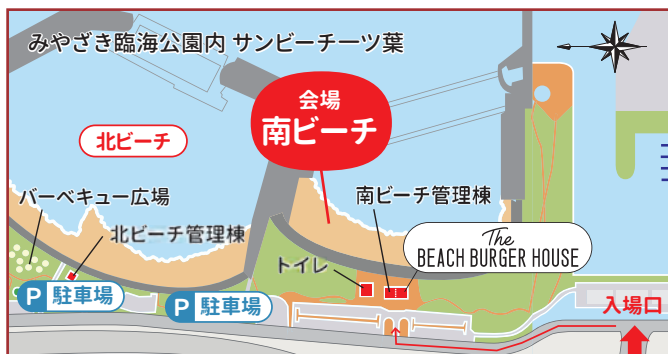 みやざき臨海公園内 サンビーチ一ツ葉
会場
南ビーチ
北ビーチ
バーベキュー広場
南ビーチ管理棟
北ビーチ管理棟
The
BEACH BURGER HOUSE
トイレ
P 駐車場
P 駐車場
入場口